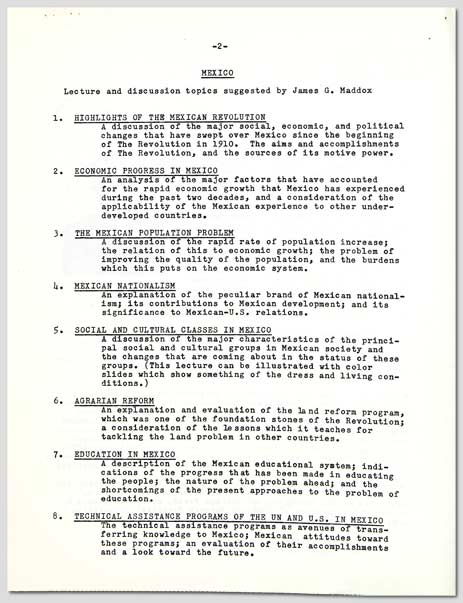 -2-
MEXICO
Lecture and discussion topics suggested by James G. Maddox
1. HIGHLIGHTS OF THE MEXICAN REVOLUTION
A discussion of the major social, economic, and political
changes that have swept over Mexico since the beginning
of The Revolution in 1910. The aims and accomplishments
of The Revolution, and the sources of its motive power.
2. ECONOMIC PROGRESS IN MEXICO
An analysis of the major factors that have accounted
for the rapid economic growth that Mexico has experienced
during the past two decades, and a consideration of the
applicability of the Mexican experience to other under-
developed countries.
3. THE MEXICAN POPULATION PROBLEM
A discussion of the rapid rate of population increase;
the relation of this to economic growth; the problem of
improving the quality of the population, and the burdens
which this puts on the economic system.
4. MEXICAN NATIONALISM
An explanation of the peculiar brand of Mexican national-
ism; its contributions to Mexican development; and its
significance to Mexican-U.S. relations.
5. SOCIAL AND CULTURAL CLASSES IN MEXICO
A discussion of the major characteristics of the princi-
pal social and cultural groups in Mexican society and
the changes that are coming about in the status of these
groups. (This lecture can be illustrated with color
slides which show something of the dress and living con-
ditions.)
6. AGRARIAN REFORM
An explanation and evaluation of the land reform program,
which was one of the foundation stones of the Revolution;
a consideration of the lessons which it teaches for
tackling the land problem in other countries.
7. EDUCATION IN MEXICO
A description of the Mexican educational system; indi-
cations of the progress that has been made in educating
the people; the nature of the problem ahead; and the
shortcomings of the present approaches to the problem of
education.
8. TECHNICAL ASSISTANCE PROGRAMS OF THE UN AND U.S. IN MEXICO
The technical assistance programs as avenues of trans-
ferring knowledge to Mexico; Mexican attitudes toward
these programs; an evaluation of their accomplishments
and a look toward the future.